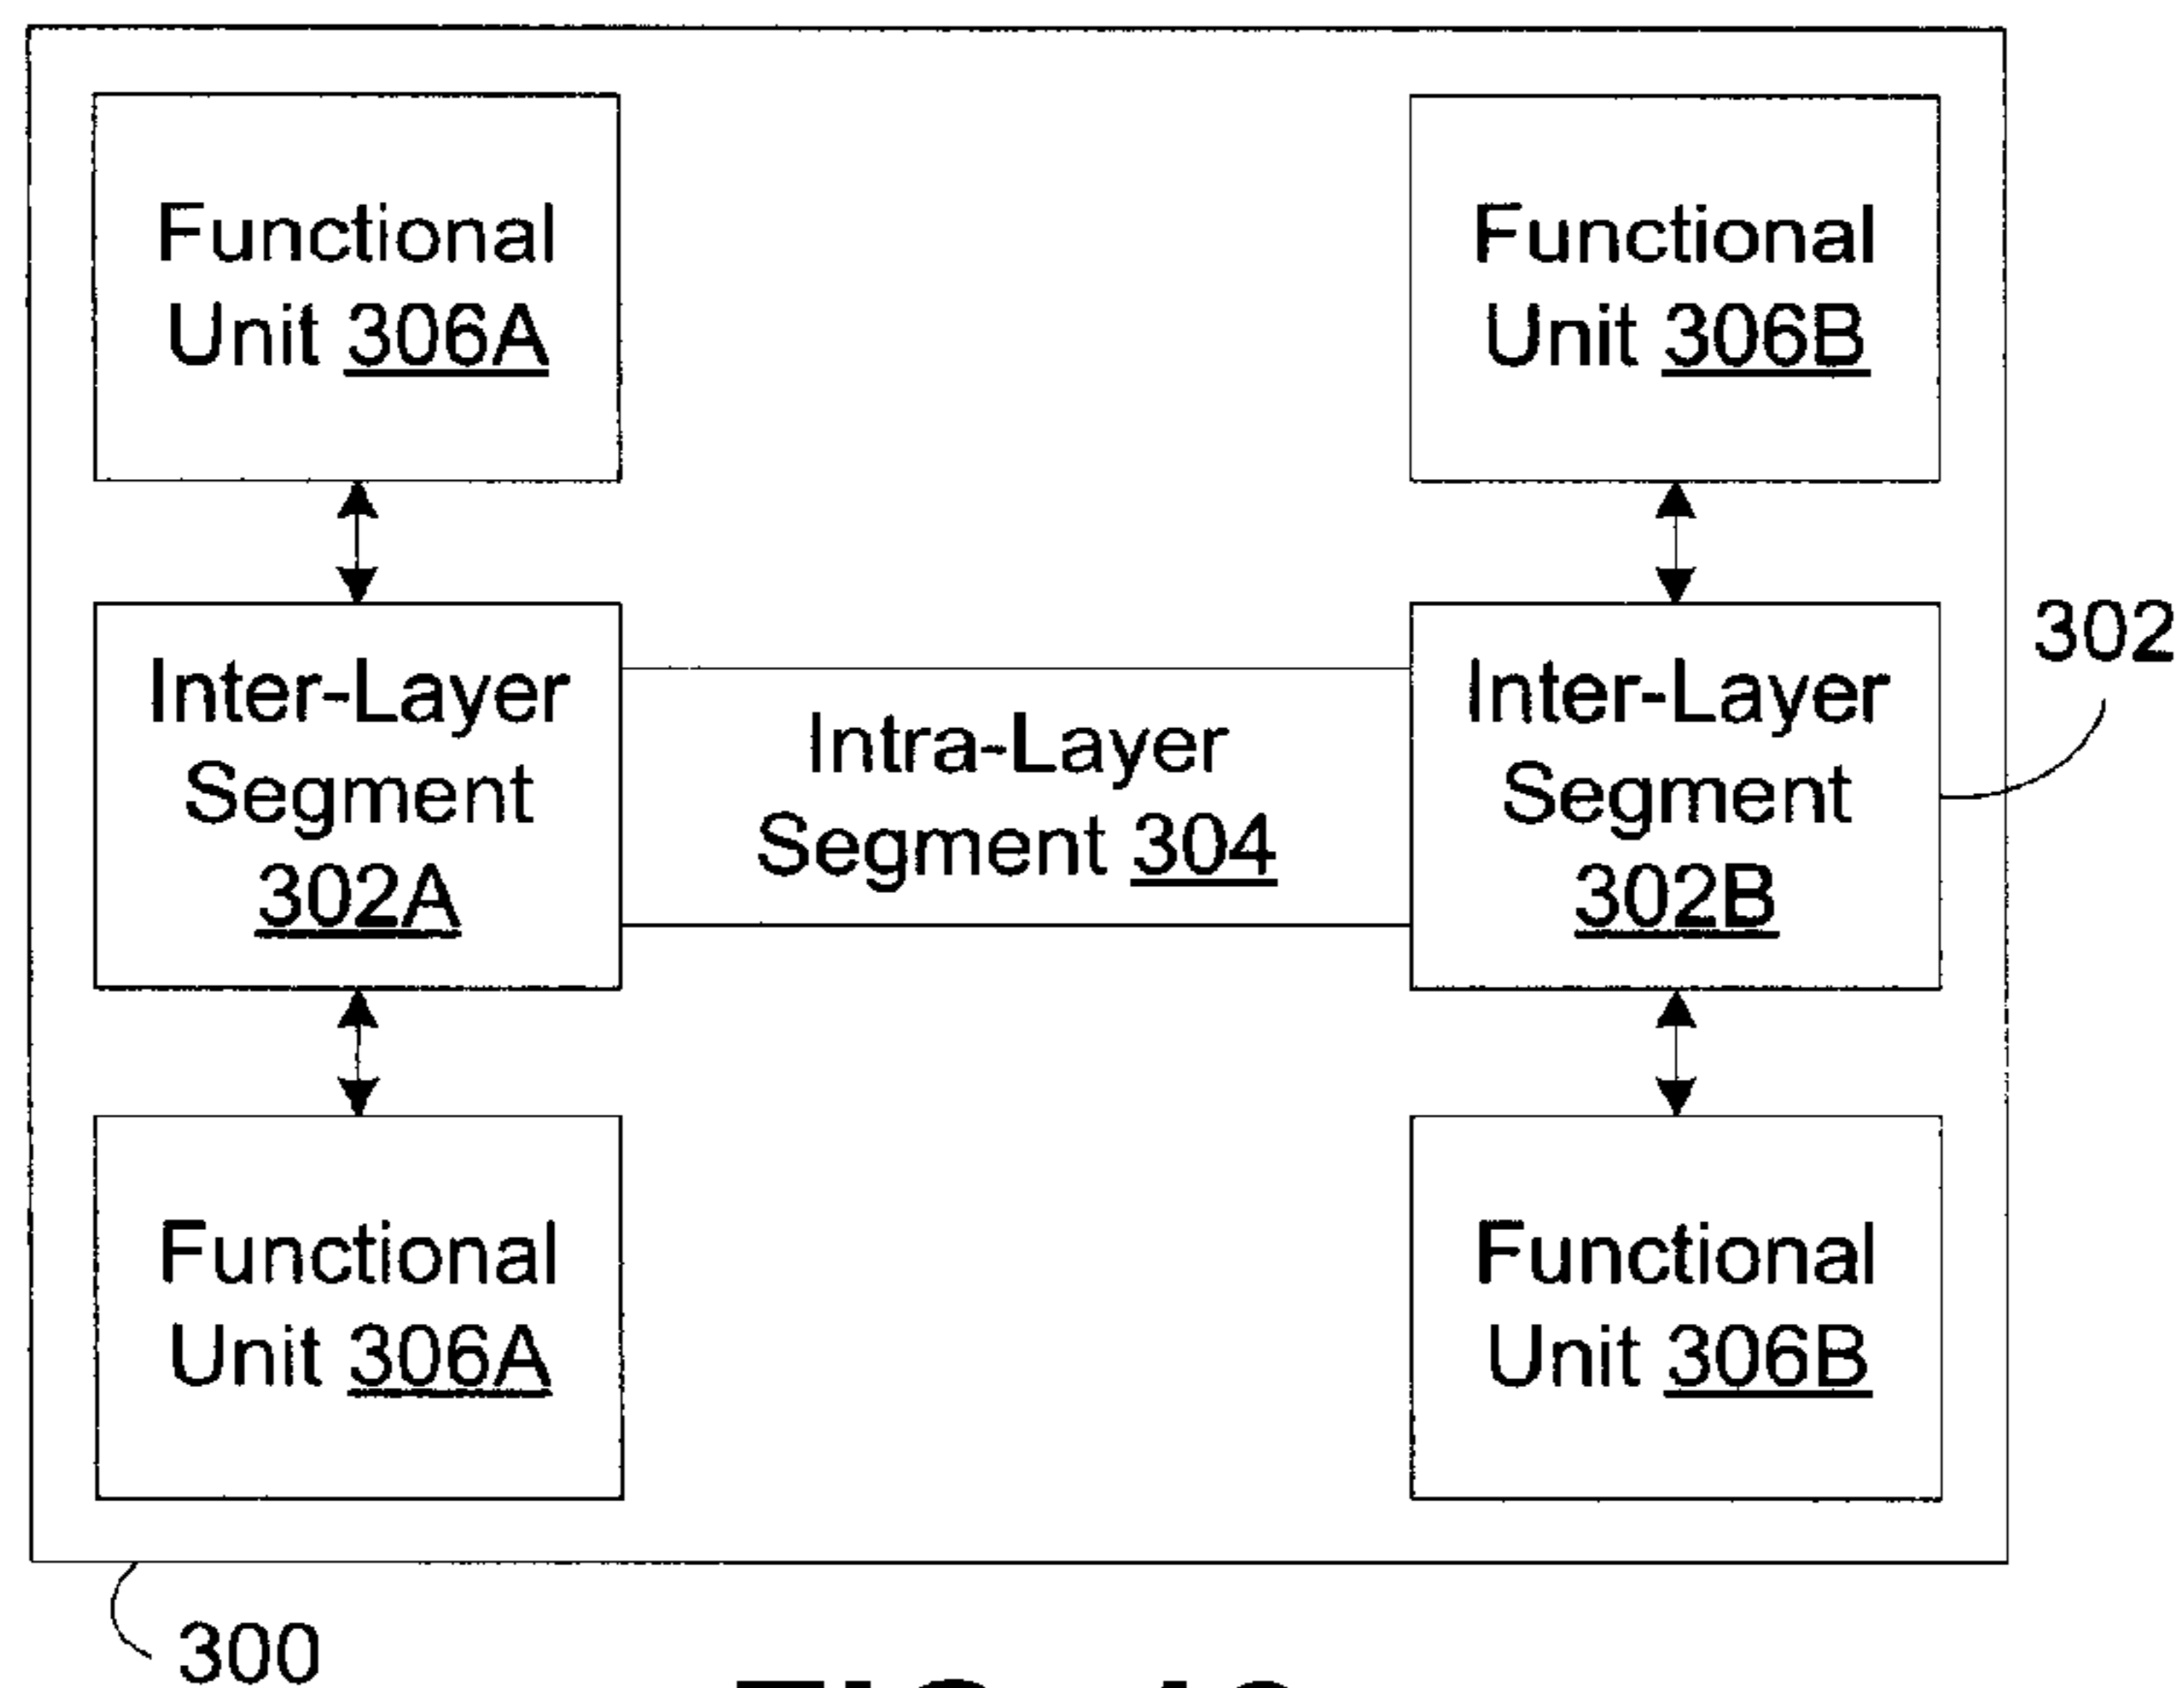 Functional
Unit 306A
Functional
Unit 306B
Inter-Layer
Segment
302A
Intra-Layer
Segment 304
Inter-Layer
Segment
302B
302
Functional
Unit 306A
Functional
Unit 306B
300